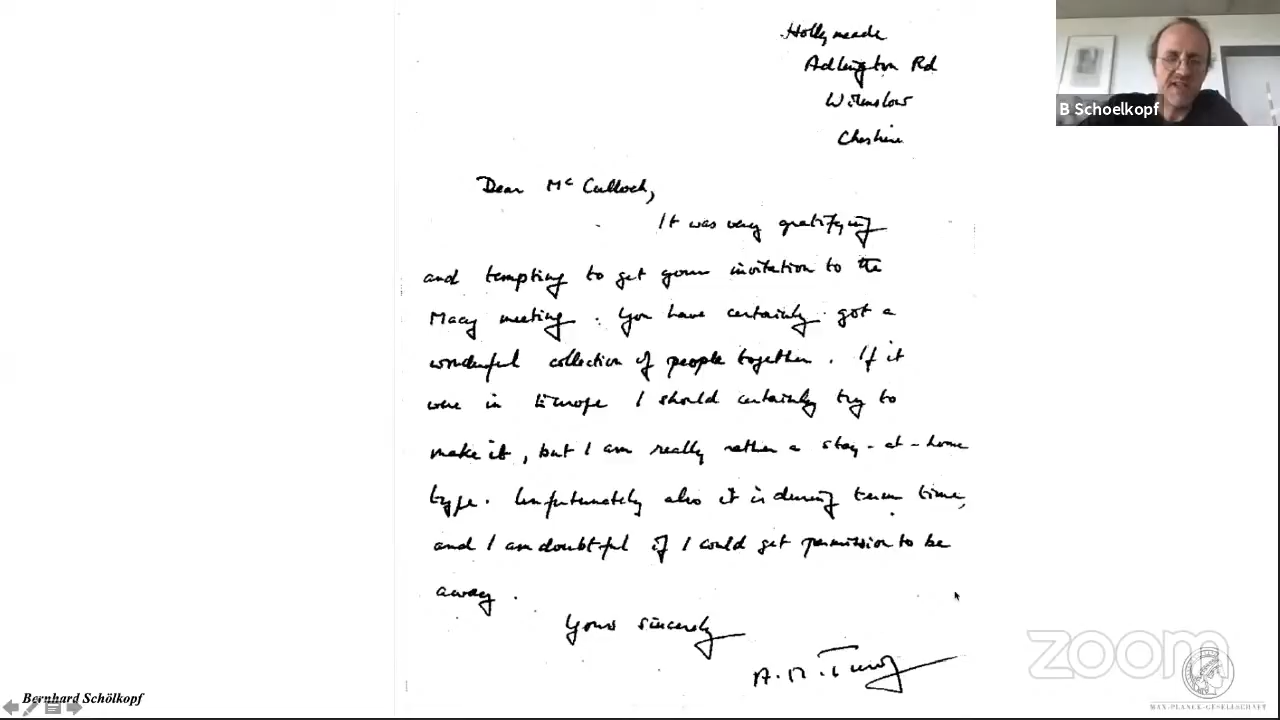 Hollymeade
Adlington Rd
Wilmslow
Cheshire
Dear McCulloch,
It was very gratifying
and tempting to get your invitation to the
Macy meeting. You have certainly got a
wonderful collection of people together. If it
were in Europe I should certainly try to
make it, but I am really rather a stay-at-home
type. Unfortunately also it is during term time,
and I am doubtful if I could get permission to be
away.
Yours sincerely
A.M. Turing
B Schoelkopf
Bernhard Schölkopf
zoom
MAX-PLANCK-GESELLSCHAFT